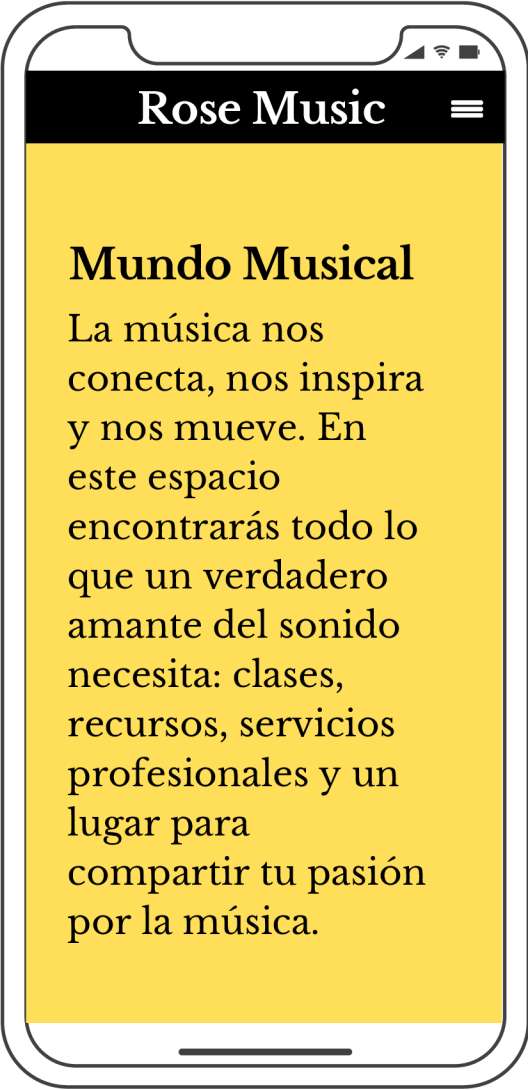 Rose Music
Mundo Musical
La música nos
conecta, nos inspira
y nos mueve. En
este espacio
encontrarás todo lo
que un verdadero
amante del sonido
necesita: clases,
recursos, servicios
profesionales y un
lugar para
compartir tu pasión
por la música.